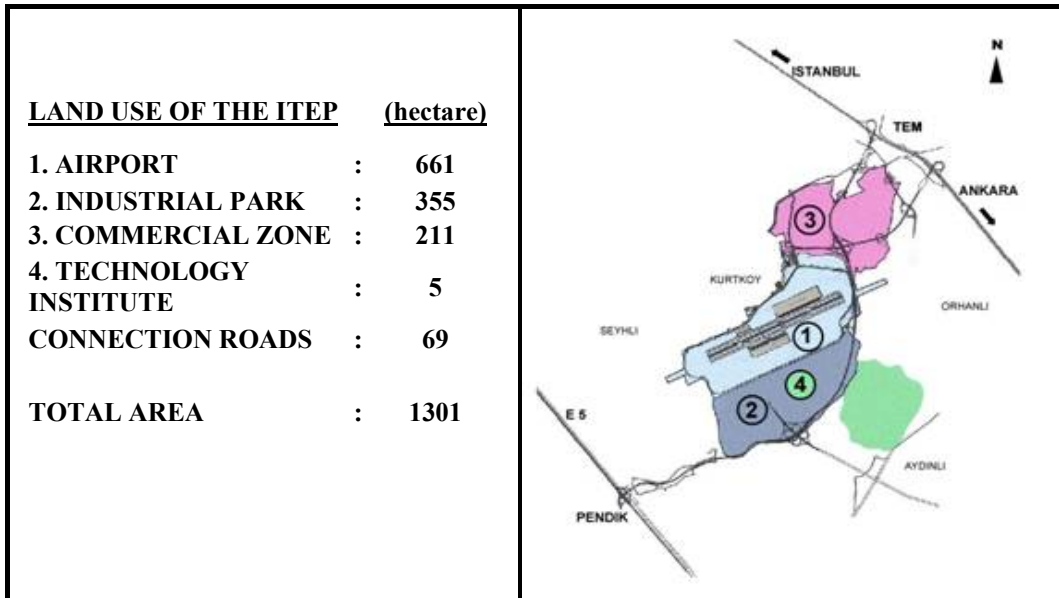 LAND USE OF THE ITEP (hectare)
1. AIRPORT : 661
2. INDUSTRIAL PARK : 355
3. COMMERCIAL ZONE : 211
4. TECHNOLOGY
INSTITUTE : 5
CONNECTION ROADS : 69
TOTAL AREA : 1301
N
ISTANBUL
TEM
ANKARA
3
KURTKOY
ORHANLI
SEYHLI
1
4
2
E 5
AYDINLI
PENDIK